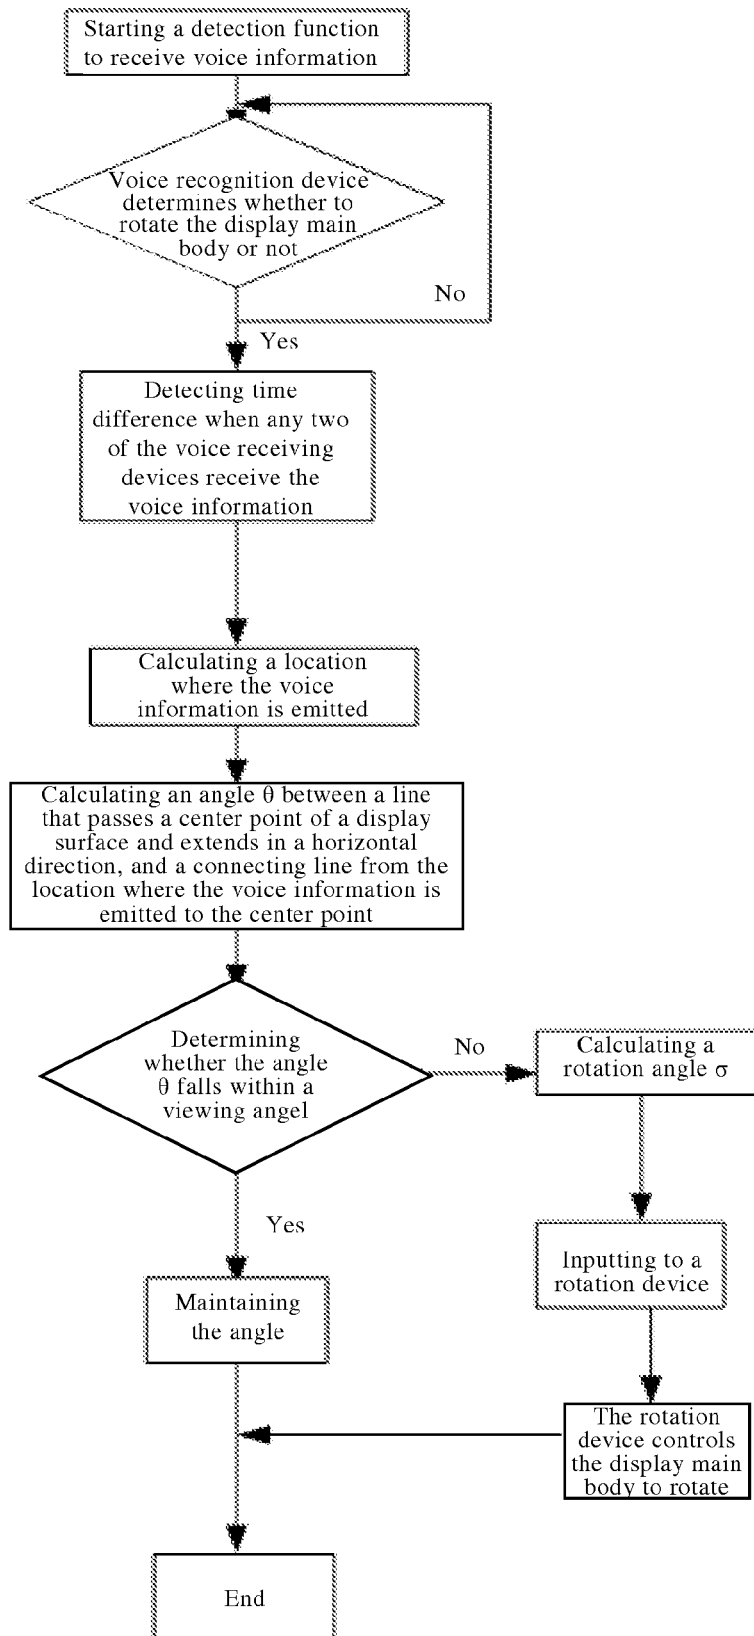 Starting a detection function
to receive voice information
Voice recognition device
determines whether to
rotate the display main
body or not
No
Yes
Detecting time
difference when any two
of the voice receiving
devices receive the
voice information
Calculating a location
where the voice
information is emitted
Calculating an angle θ between a line
that passes a center point of a display
surface and extends in a horizontal
direction, and a connecting line from the
location where the voice information is
emitted to the center point
Determining
whether the angle
θ falls within a
viewing angel
No
Calculating a
rotation angle σ
Yes
Inputting to a
rotation device
Maintaining
the angle
The rotation
device controls
the display main
body to rotate
End